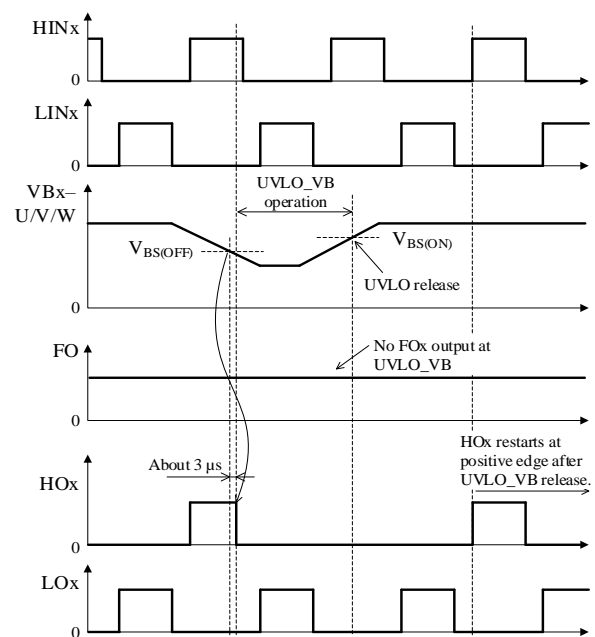 HINx
0
LINx
0
VBx–
U/V/W
UVLO_VB
operation
VBS(OFF)
VBS(ON)
UVLO release
0
FO
No FOx output at
UVLO_VB
0
About 3 µs
HOx restarts at
positive edge after
UVLO_VB release.
HOx
0
LOx
0